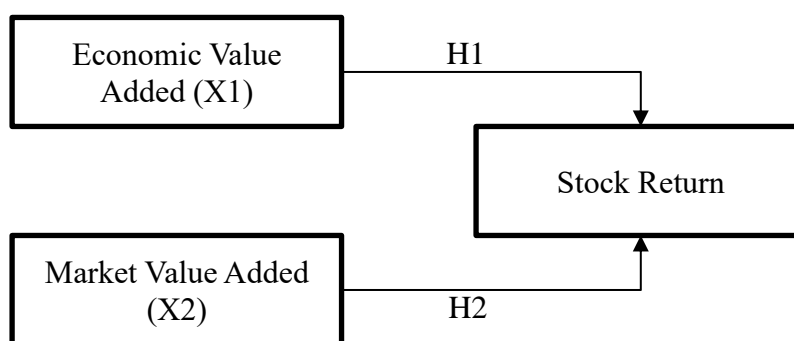 Economic Value
Added (X1)
H1
Stock Return
Market Value Added
(X2)
H2